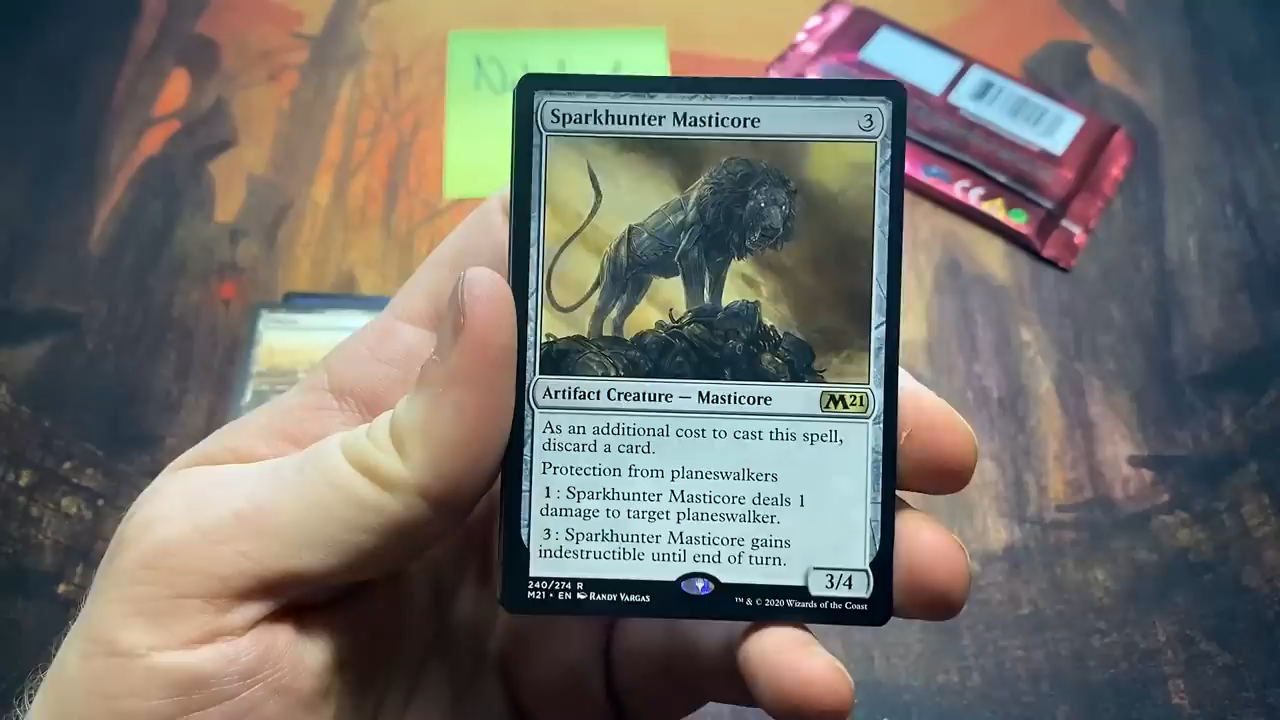 Sparkhunter Masticore 3
Artifact Creature — Masticore M21
As an additional cost to cast this spell,
discard a card.
Protection from planeswalkers
1 : Sparkhunter Masticore deals 1
damage to target planeswalker.
3 : Sparkhunter Masticore gains
indestructible until end of turn.
3/4
240/274 R
M21 • EN RANDY VARGAS
™ & © 2020 Wizards of the Coast